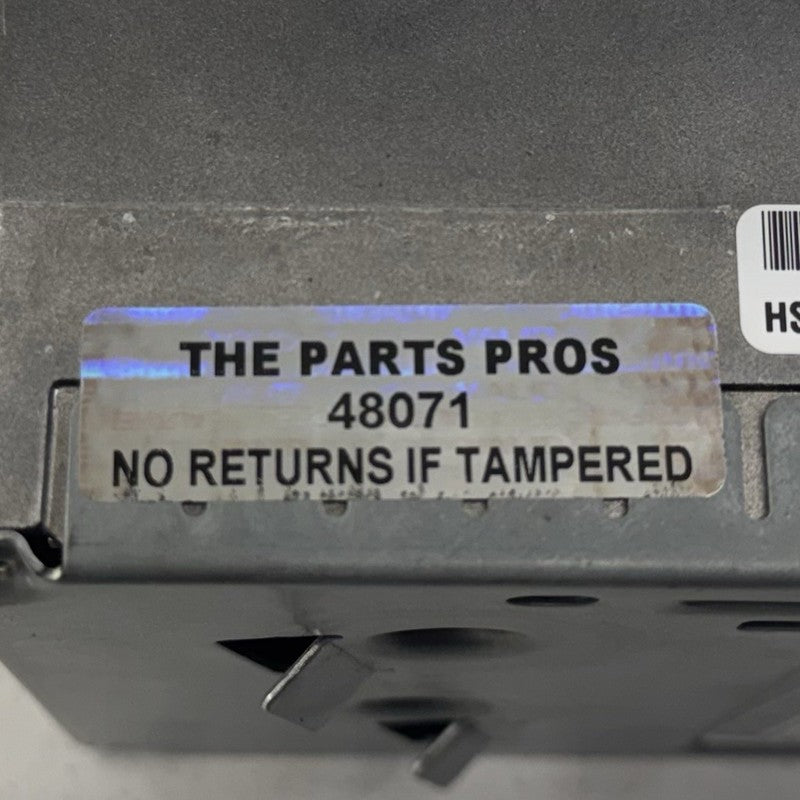 THE PARTS PROS
48071
NO RETURNS IF TAMPERED
HS